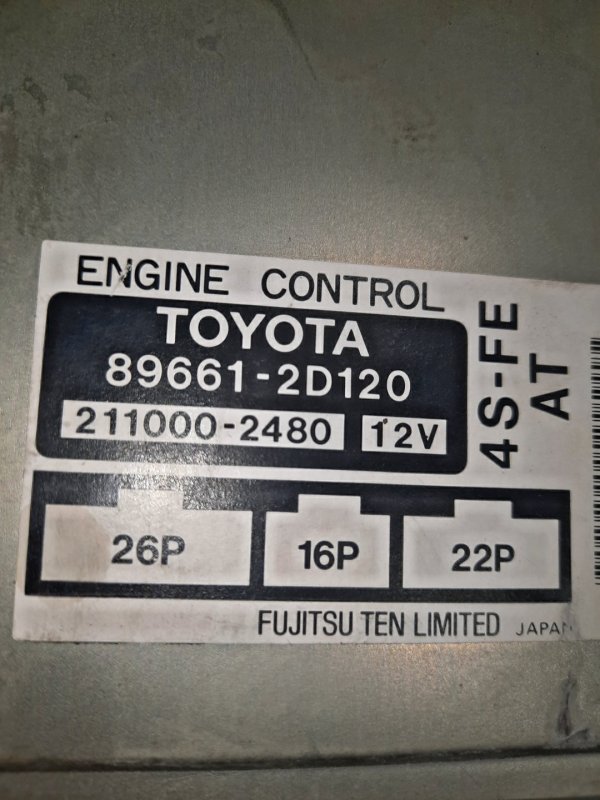 ENGINE CONTROL
TOYOTA
89661-2D120
211000-2480 12V
4S-FE
AT
26P 16P 22P
FUJITSU TEN LIMITED JAPAN